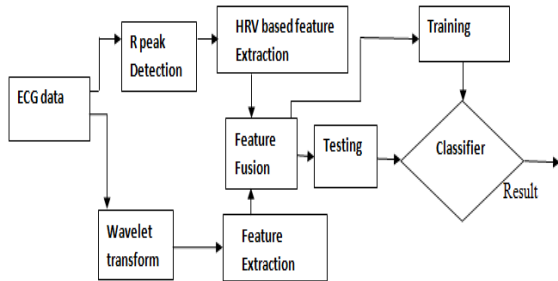 HRV based feature
Extraction
Training
R peak
Detection
ECG data
Feature
Fusion
Testing
Classifier
Result
Wavelet
transform
Feature
Extraction